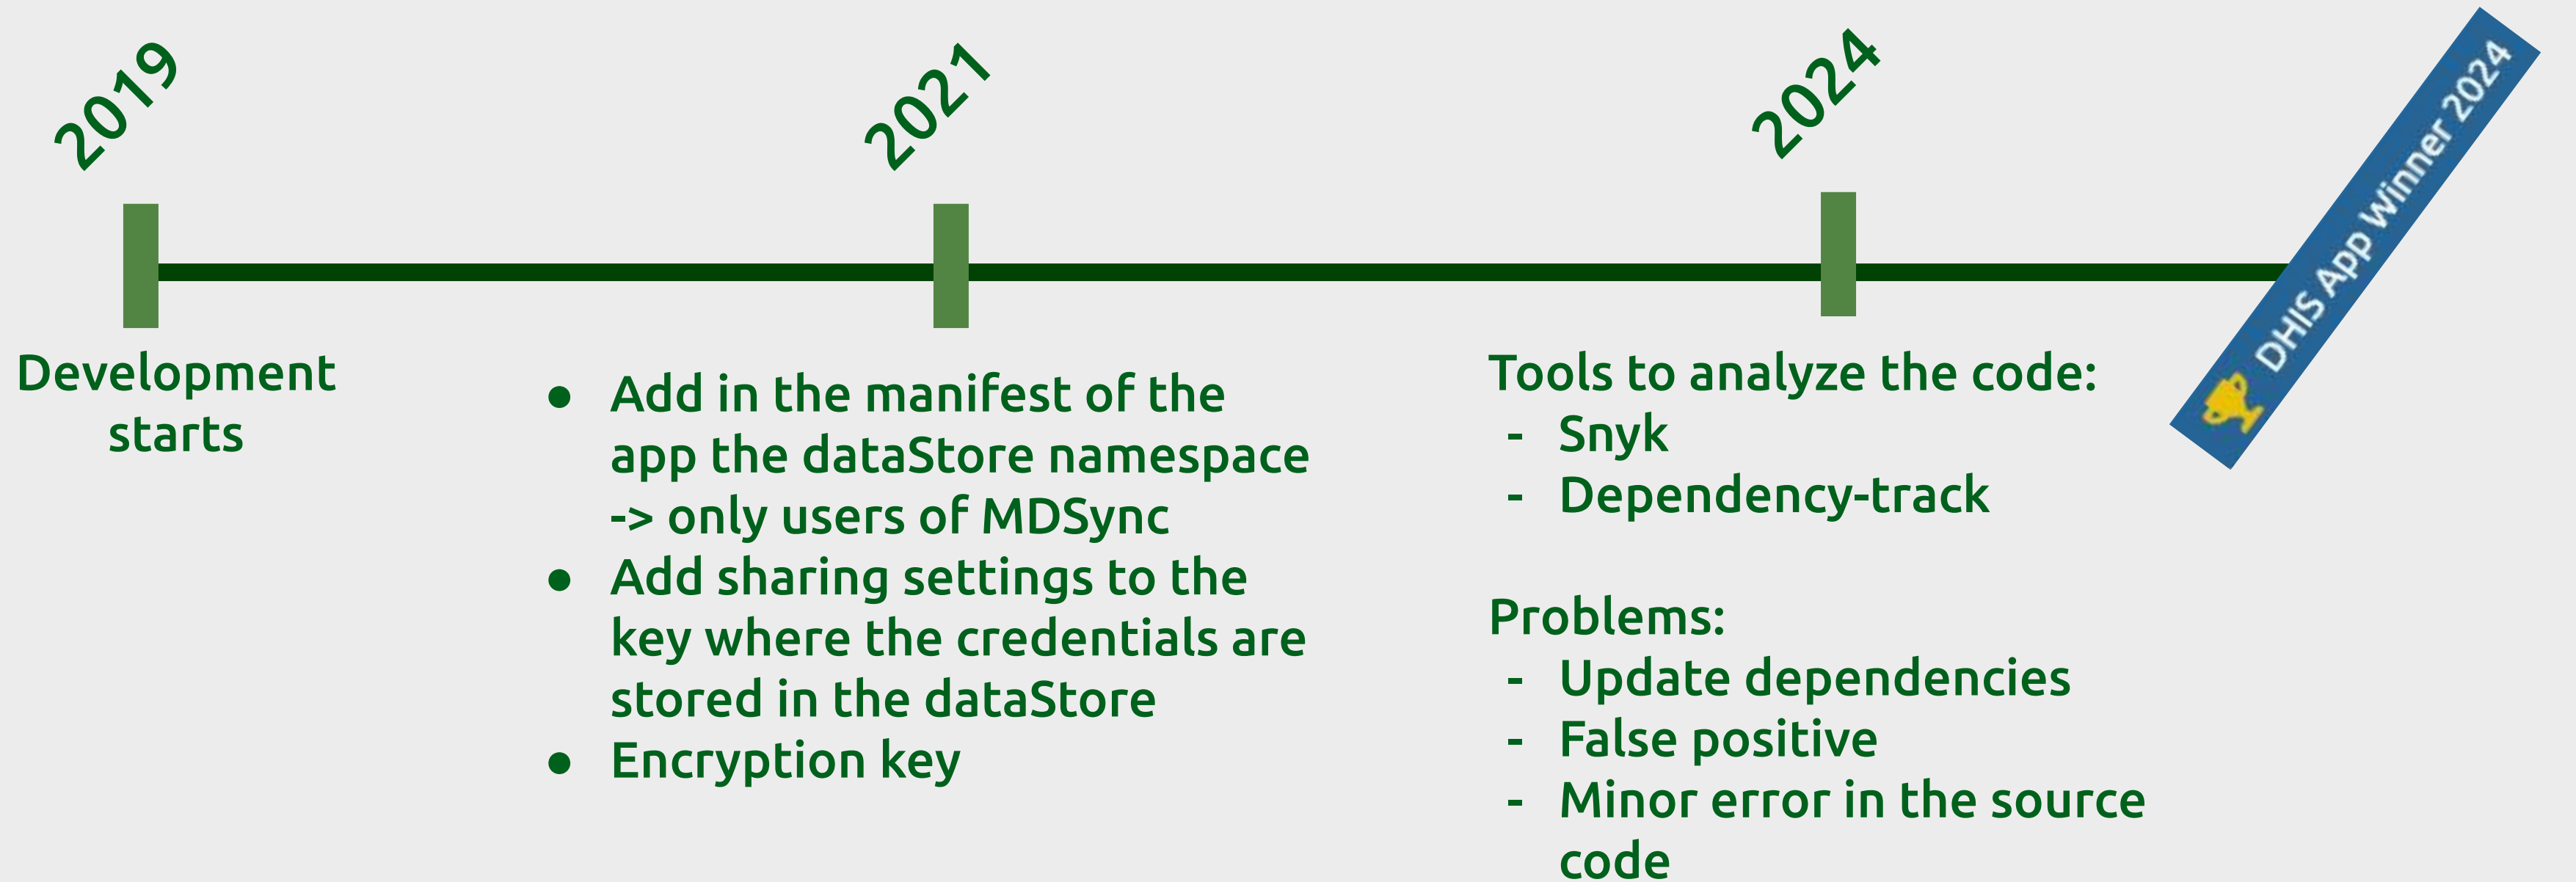 2019
2021
2024
DHIS App Winner 2024
Development
starts
● Add in the manifest of the
app the dataStore namespace
-> only users of MDSync
● Add sharing settings to the
key where the credentials are
stored in the dataStore
● Encryption key
Tools to analyze the code:
- Snyk
- Dependency-track
Problems:
- Update dependencies
- False positive
- Minor error in the source
code